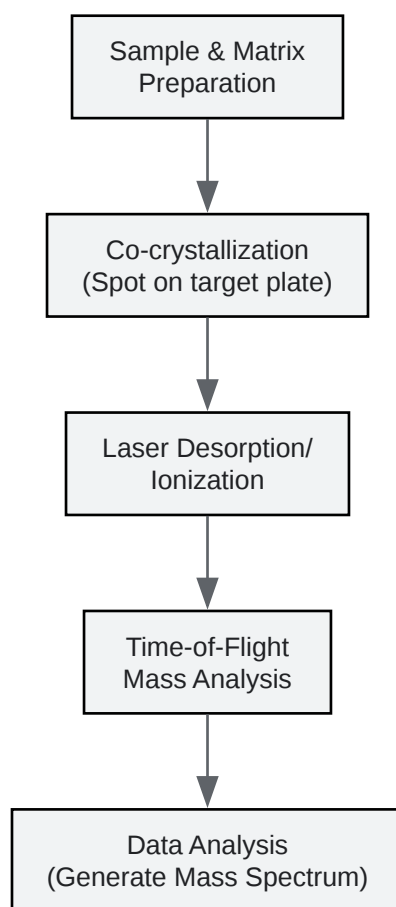 Sample & Matrix
Preparation
Co-crystallization
(Spot on target plate)
Laser Desorption/
Ionization
Time-of-Flight
Mass Analysis
Data Analysis
(Generate Mass Spectrum)